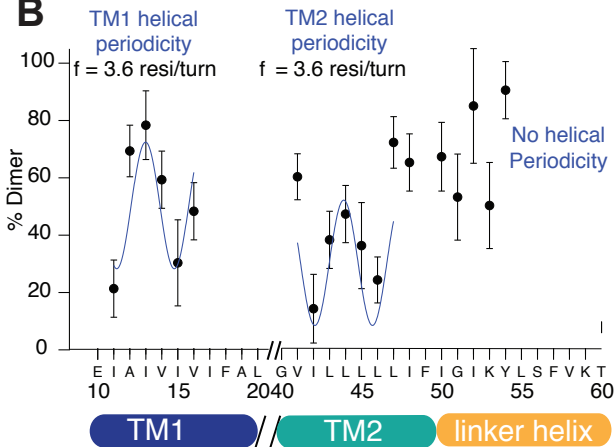 B
TM1 helical
periodicity
f = 3.6 resi/turn
TM2 helical
periodicity
f = 3.6 resi/turn
No helical
Periodicity
% Dimer
100
80
60
40
20
0
E I A I V I V I F A L // G V I L L L L L I F I G I K Y L S F V K T
10 15 20 40 45 50 55 60
TM1 // TM2 linker helix